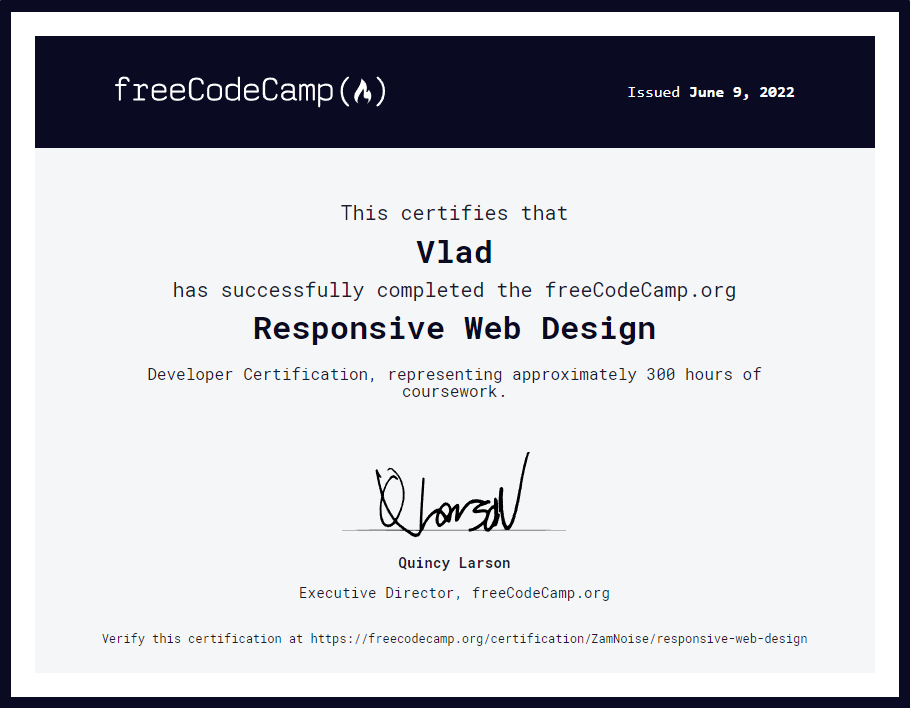 freeCodeCamp
Issued June 9, 2022
This certifies that
Vlad
has successfully completed the freeCodeCamp.org
Responsive Web Design
Developer Certification, representing approximately 300 hours of
coursework.
Q Larson
Quincy Larson
Executive Director, freeCodeCamp.org
Verify this certification at https://freecodecamp.org/certification/ZamNoise/responsive-web-design